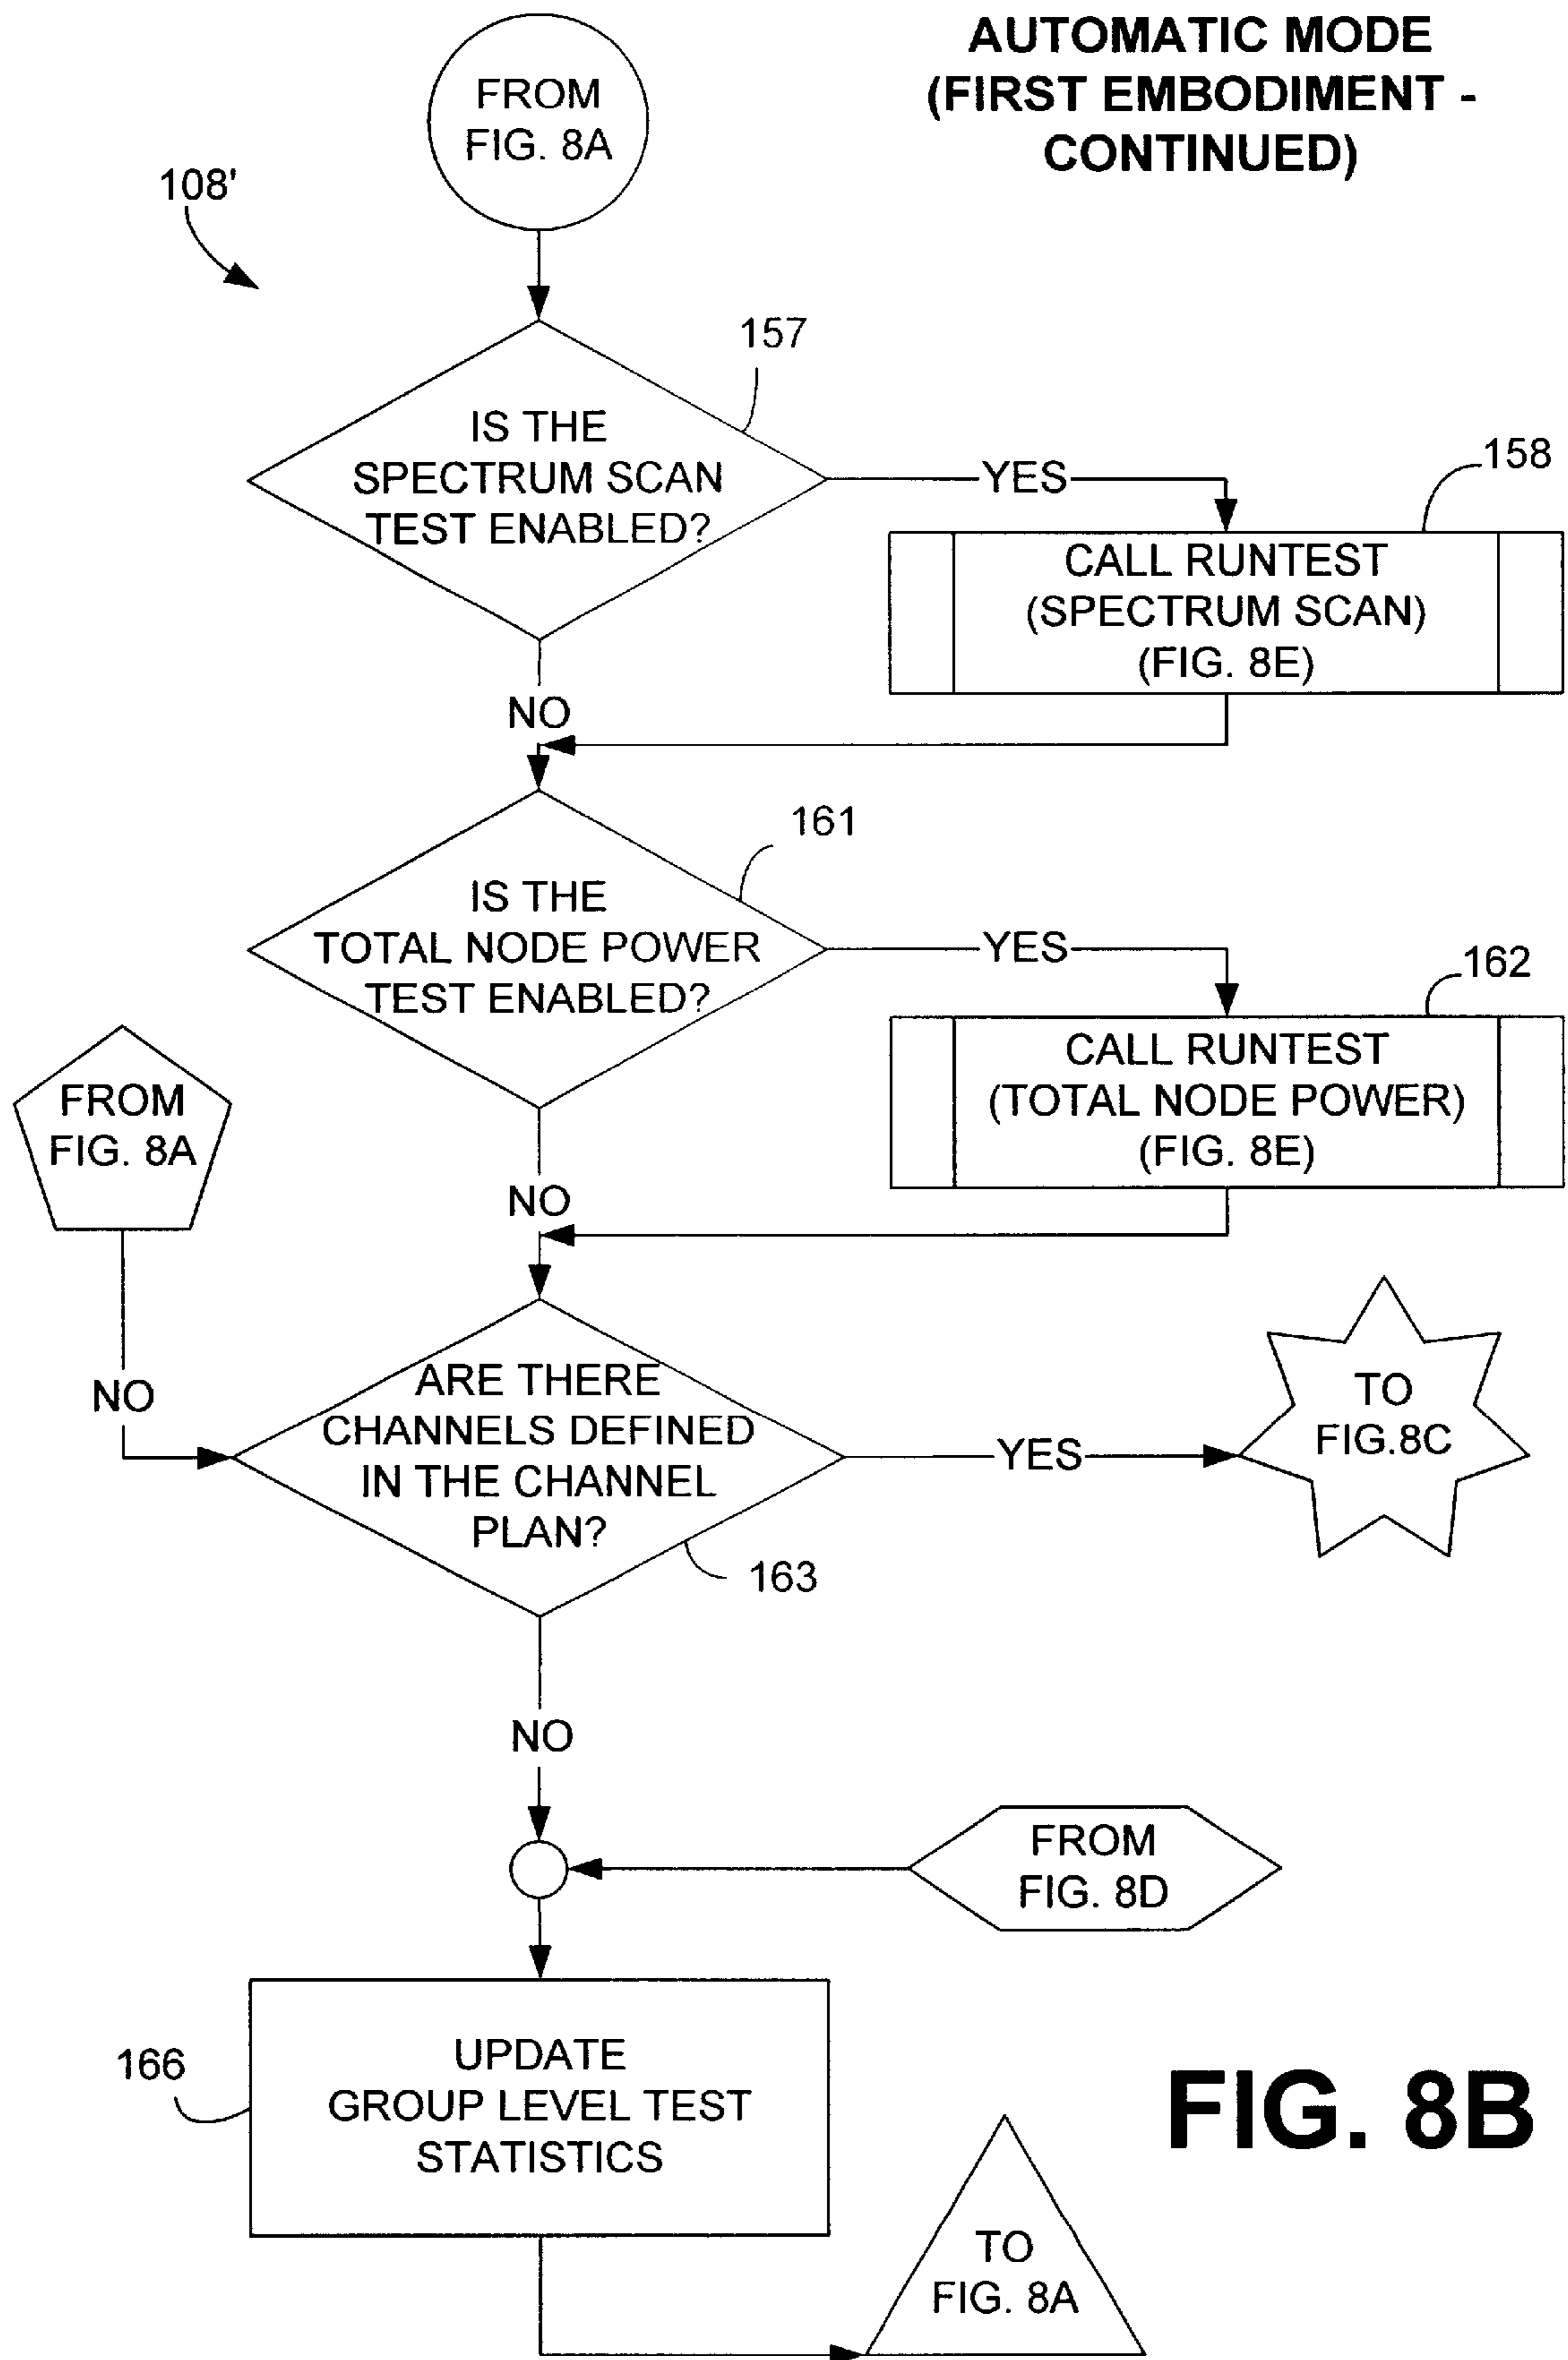 AUTOMATIC MODE
(FIRST EMBODIMENT -
CONTINUED)
FROM
FIG. 8A
108'
157
IS THE
SPECTRUM SCAN
TEST ENABLED?
YES
158
CALL RUNTEST
(SPECTRUM SCAN)
(FIG. 8E)
NO
161
IS THE
TOTAL NODE POWER
TEST ENABLED?
YES
162
CALL RUNTEST
(TOTAL NODE POWER)
(FIG. 8E)
FROM
FIG. 8A
NO
NO
ARE THERE
CHANNELS DEFINED
IN THE CHANNEL
PLAN?
YES
TO
FIG.8C
163
NO
FROM
FIG. 8D
166
UPDATE
GROUP LEVEL TEST
STATISTICS
FIG. 8B
TO
FIG. 8A